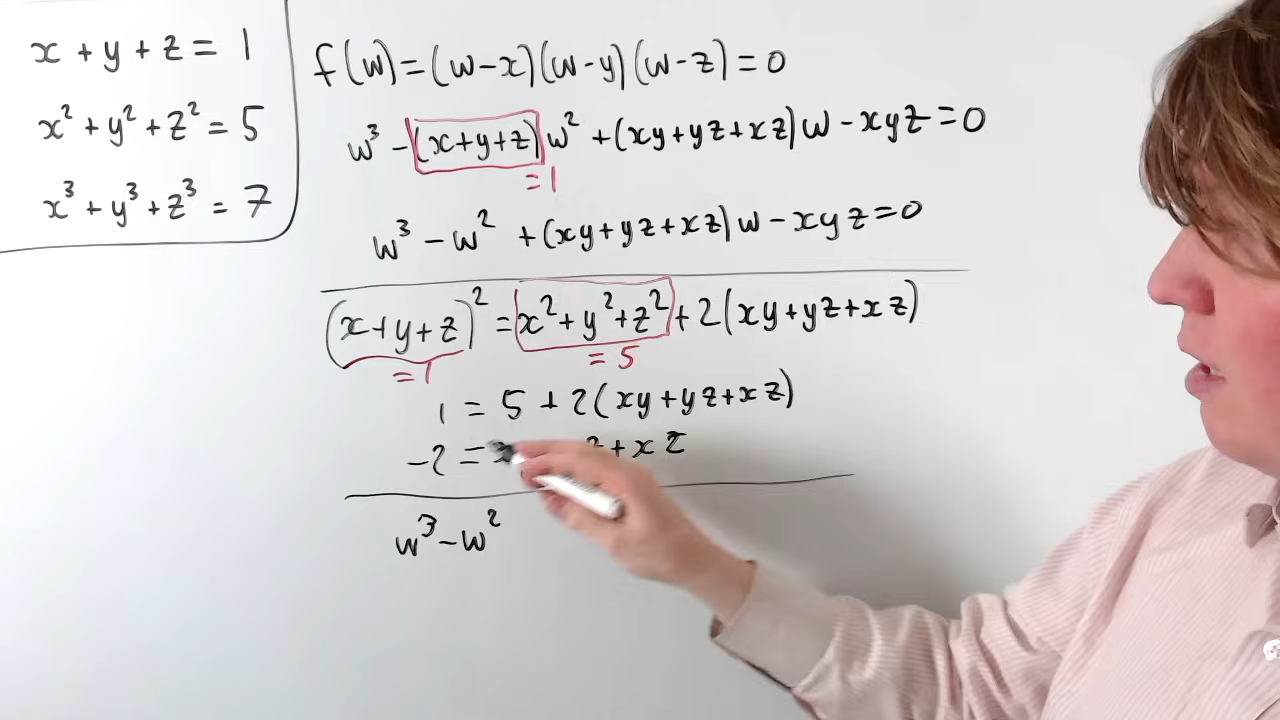 x + y + z = 1
x² + y² + z² = 5
x³ + y³ + z³ = 7
f(w) = (w-x)(w-y)(w-z) = 0
w³ - (x+y+z)w² + (xy+yz+xz)w - xyz = 0
= 1
w³ - w² + (xy+yz+xz)w - xyz = 0
(x+y+z)² = x² + y² + z² + 2(xy+yz+xz)
= 1
= 5
1 = 5 + 2(xy+yz+xz)
-2 = + xz
w³ - w²